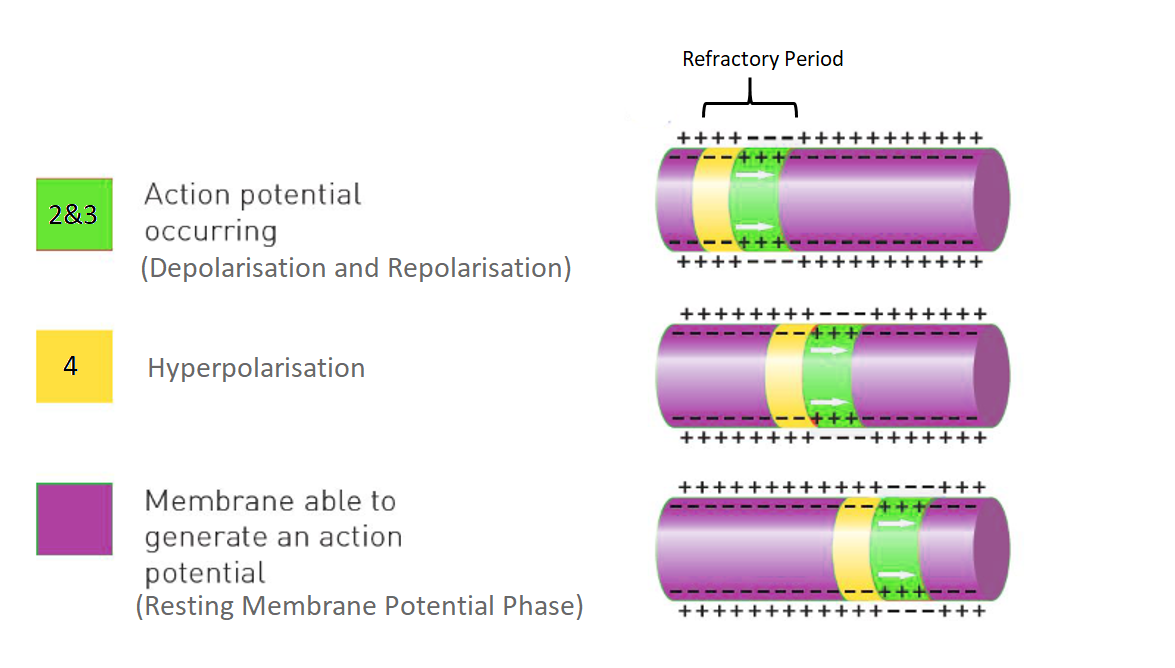 Refractory Period
++++---++++++++++
----+++----------
----+++----------
++++---++++++++++
2&3
Action potential
occurring
(Depolarisation and Repolarisation)
++++++++---+++++++
--------+++-------
--------+++-------
++++++++---+++++++
4
Hyperpolarisation
++++++++++++---+++
------------+++---
------------+++---
++++++++++++---+++
Membrane able to
generate an action
potential
(Resting Membrane Potential Phase)